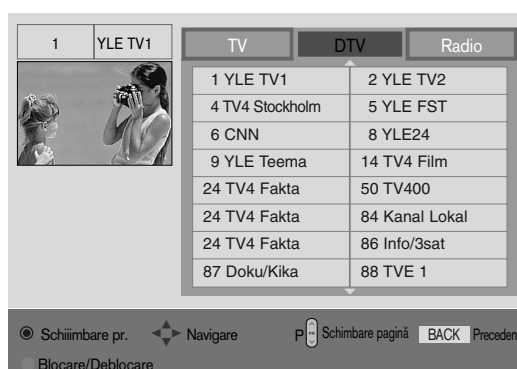 1 YLE TV1
TV DTV Radio
1 YLE TV1 2 YLE TV2
4 TV4 Stockholm 5 YLE FST
6 CNN 8 YLE24
9 YLE Teema 14 TV4 Film
24 TV4 Fakta 50 TV400
24 TV4 Fakta 84 Kanal Lokal
24 TV4 Fakta 86 Info/3sat
87 Doku/Kika 88 TVE 1
Schiiimbare pr. Navigare P Schimbare pagină BACK Preceden
Blocare/Deblocare